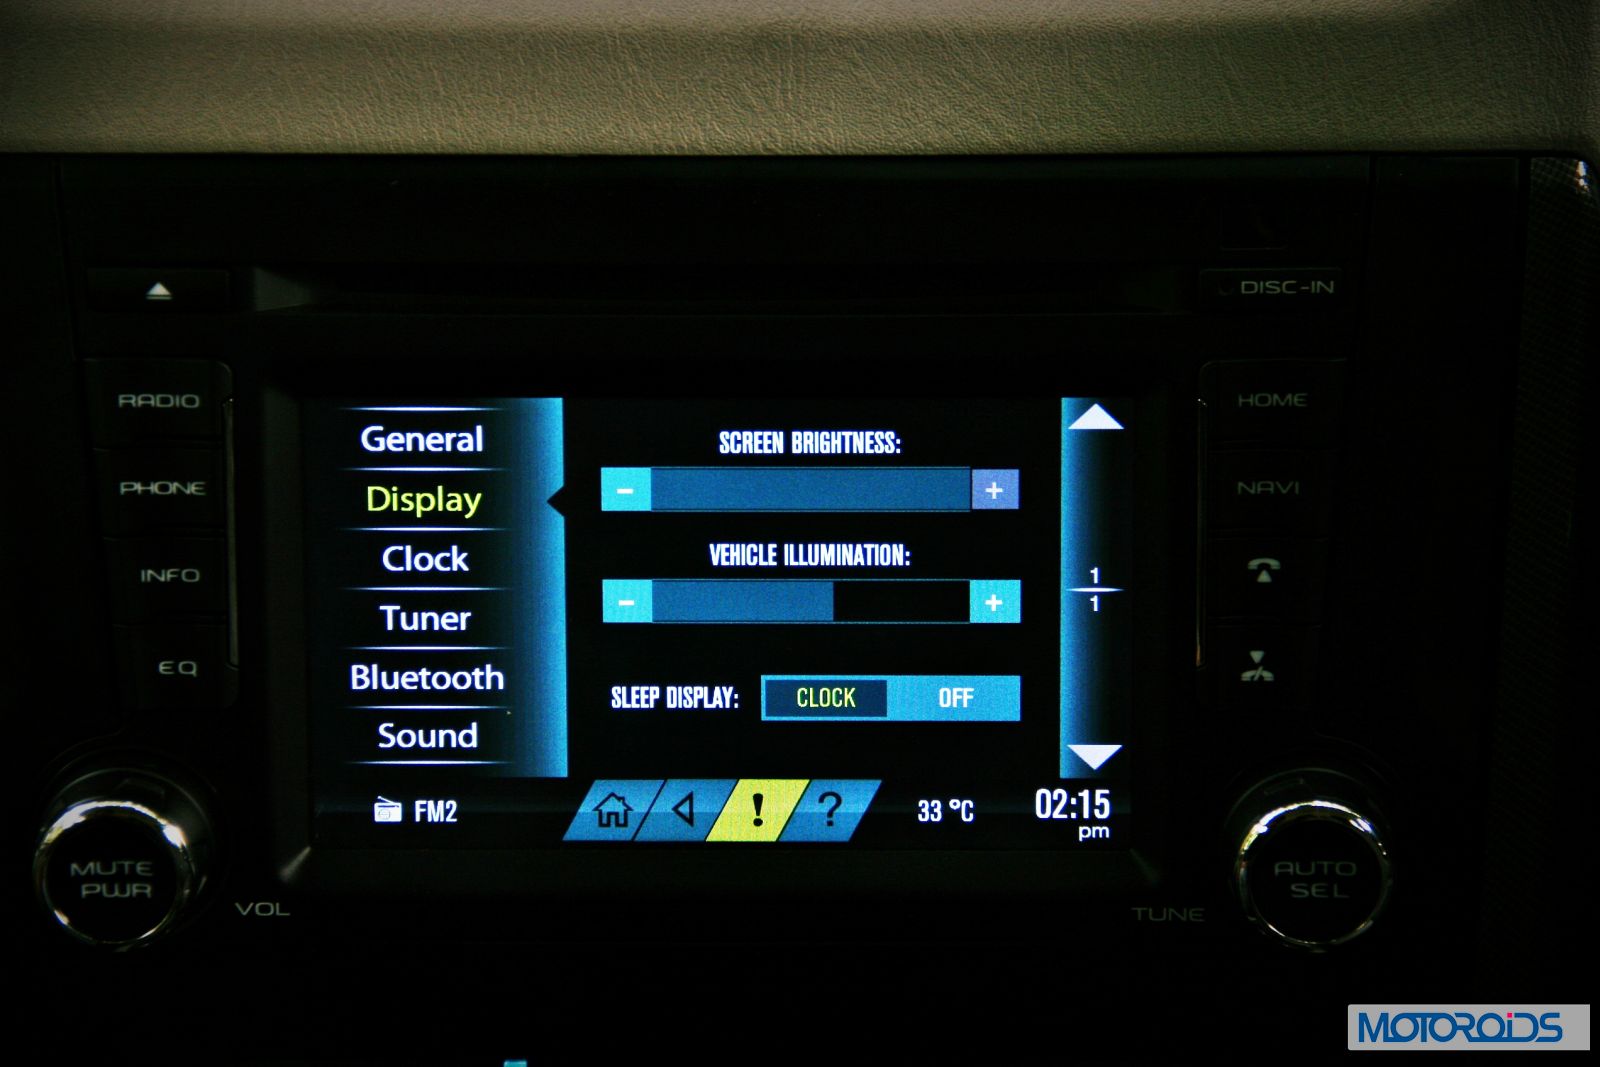 DISC-IN
RADIO
PHONE
INFO
EQ
MUTE
PWR
VOL
General
Display
Clock
Tuner
Bluetooth
Sound
SCREEN BRIGHTNESS:
- +
VEHICLE ILLUMINATION:
- +
SLEEP DISPLAY: CLOCK OFF
1
1
FM2 ! ? 33 °C 02:15
pm
HOME
NAVI
AUTO
SEL
TUNE
MOTOROIDS